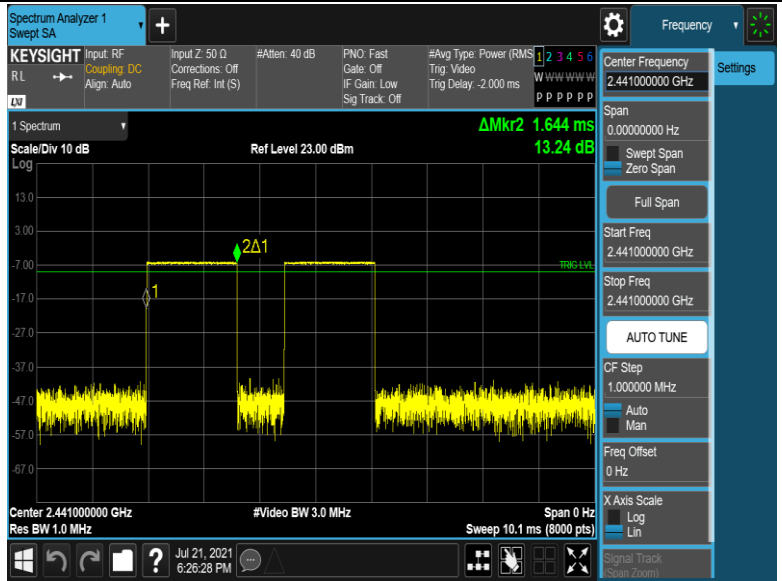 Spectrum Analyzer 1
Swept SA
Frequency
KEYSIGHT
RL
LXI
Input: RF
Coupling: DC
Align: Auto
Input Z: 50 Ω
Corrections: Off
Freq Ref: Int (S)
#Atten: 40 dB
PNO: Fast
Gate: Off
IF Gain: Low
Sig Track: Off
#Avg Type: Power (RMS
Trig: Video
Trig Delay: -2.000 ms
1 2 3 4 5 6
W W W W W W
P P P P P P
1 Spectrum
Scale/Div 10 dB
Log
Ref Level 23.00 dBm
ΔMkr2 1.644 ms
13.24 dB
13.0
3.00
-7.00
-17.0
-27.0
-37.0
-47.0
-57.0
-67.0
2Δ1
1
TRIG LVL
Center 2.441000000 GHz
#Video BW 3.0 MHz
Span 0 Hz
Res BW 1.0 MHz
Sweep 10.1 ms (8000 pts)
Center Frequency
2.441000000 GHz
Settings
Span
0.00000000 Hz
Swept Span
Zero Span
Full Span
Start Freq
2.441000000 GHz
Stop Freq
2.441000000 GHz
AUTO TUNE
CF Step
1.000000 MHz
Auto
Man
Freq Offset
0 Hz
X Axis Scale
Log
Lin
Signal Track
(Span Zoom)
?
Jul 21, 2021
6:26:28 PM